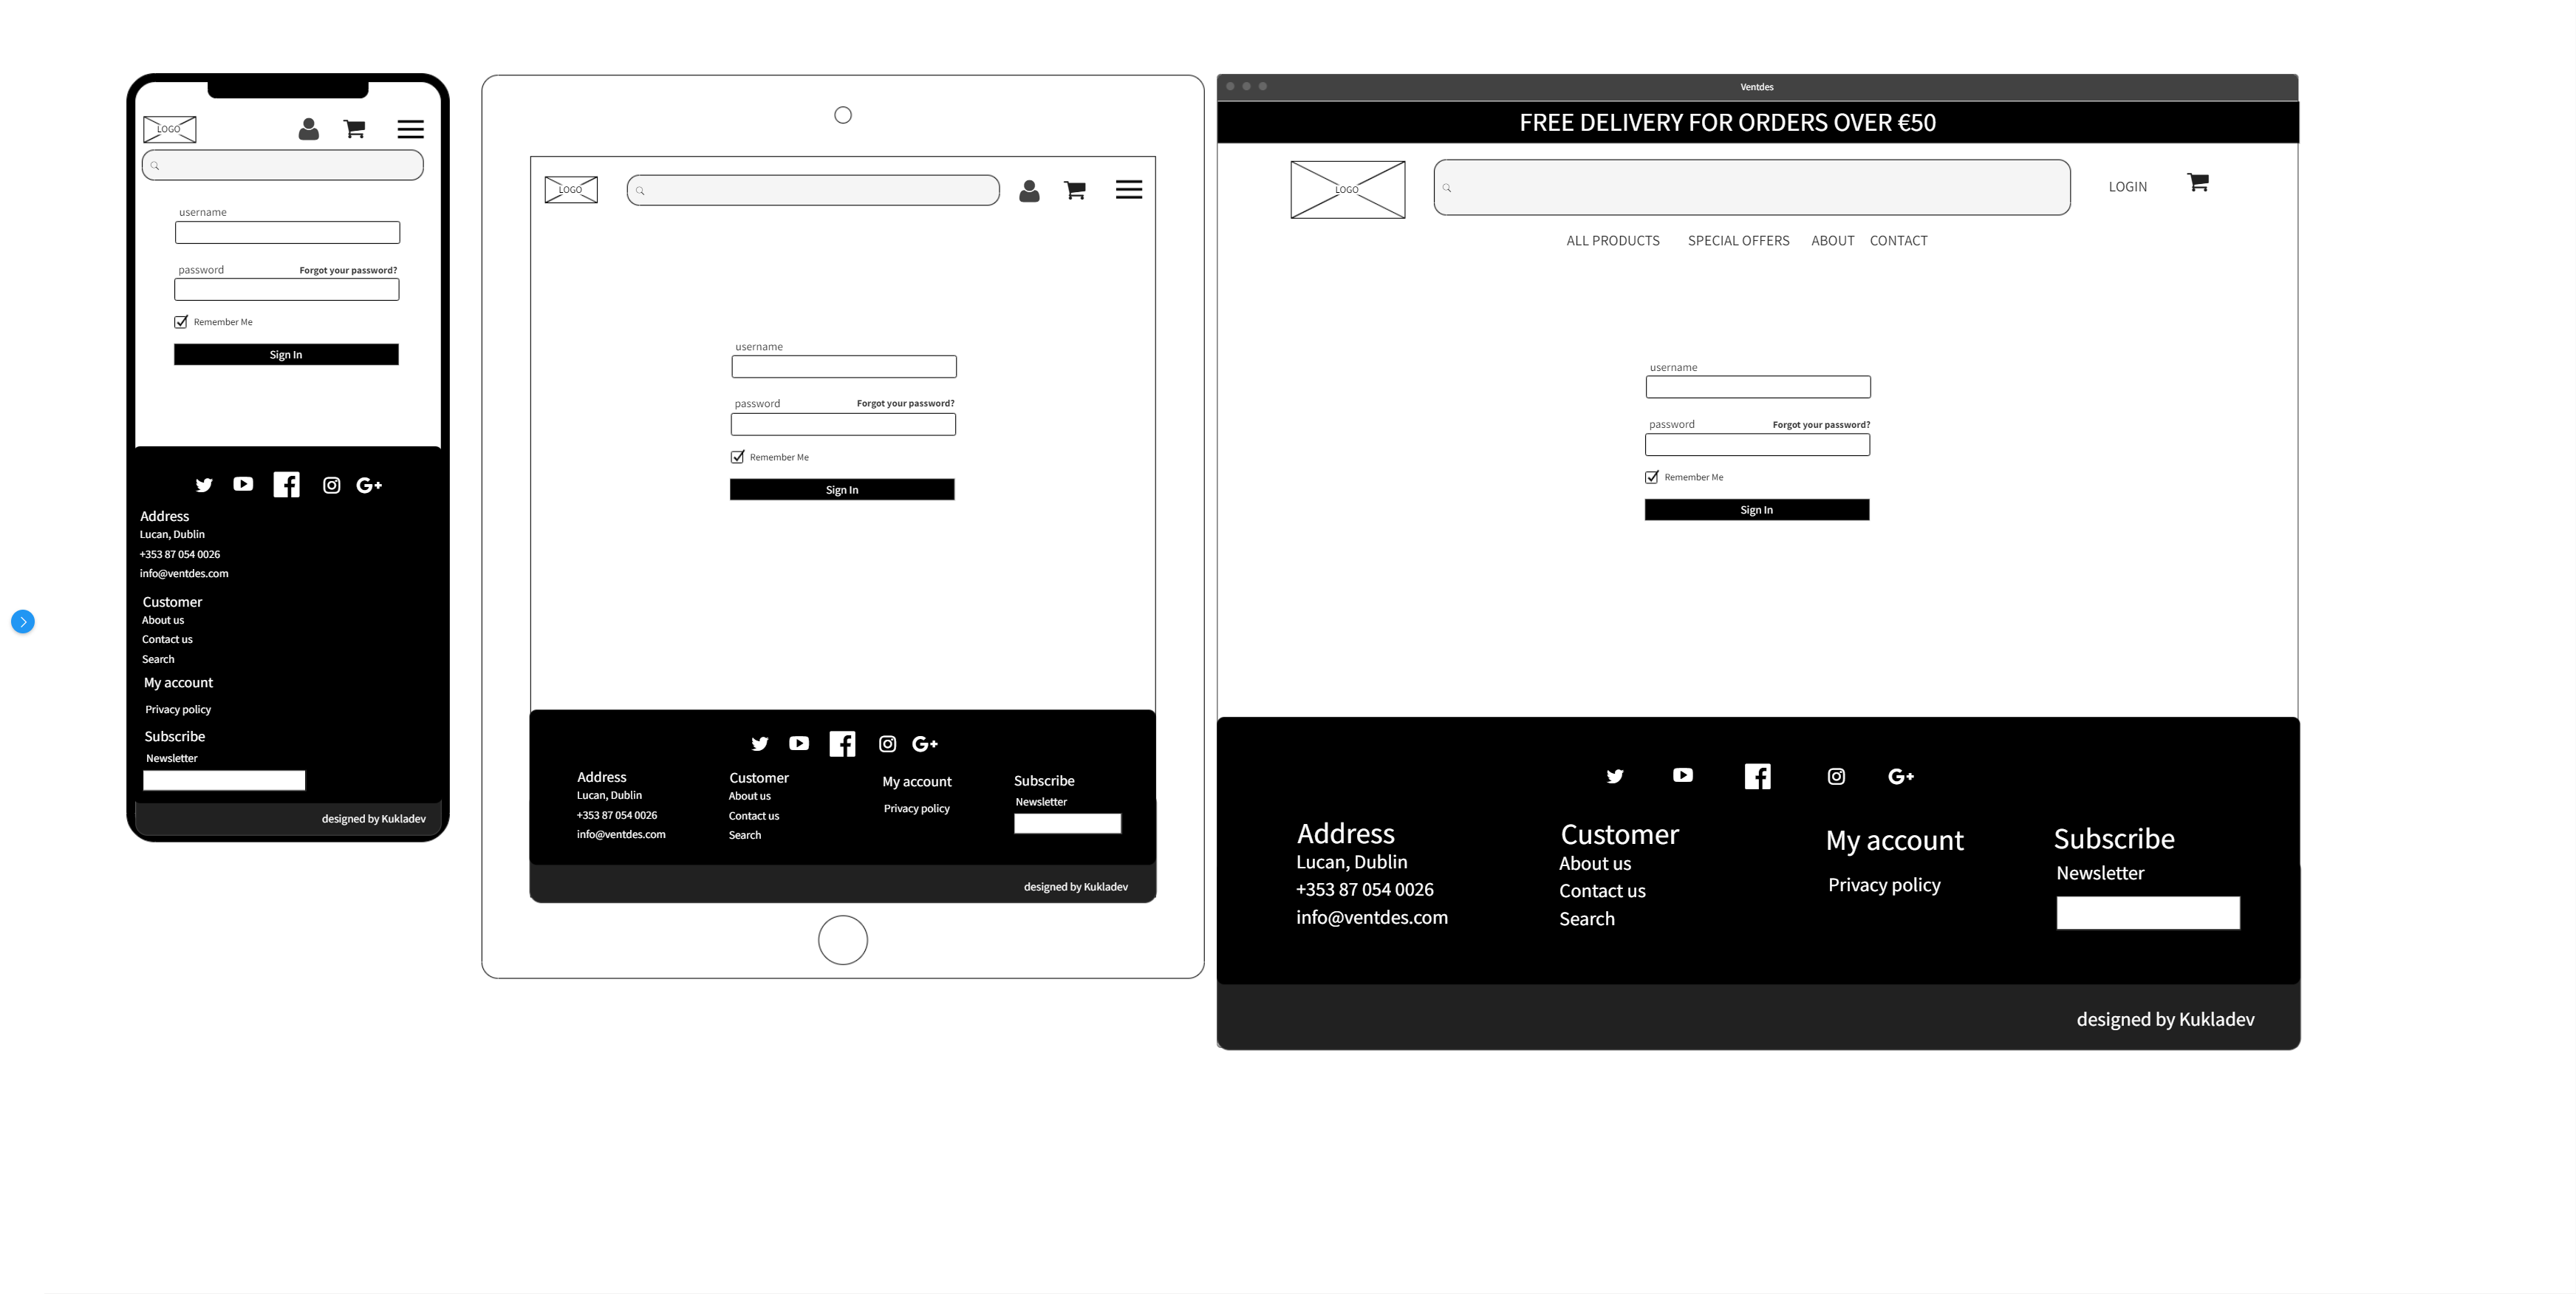 LOGO
username
password Forgot your password?
Remember Me
Sign In
Address
Lucan, Dublin
+353 87 054 0026
info@ventdes.com
Customer
About us
Contact us
Search
My account
Privacy policy
Subscribe
Newsletter
designed by Kukladev
LOGO
username
password Forgot your password?
Remember Me
Sign In
Address
Lucan, Dublin
+353 87 054 0026
info@ventdes.com
Customer
About us
Contact us
Search
My account
Privacy policy
Subscribe
Newsletter
designed by Kukladev
Ventdes
FREE DELIVERY FOR ORDERS OVER €50
LOGO
LOGIN
ALL PRODUCTS SPECIAL OFFERS ABOUT CONTACT
username
password Forgot your password?
Remember Me
Sign In
Address
Lucan, Dublin
+353 87 054 0026
info@ventdes.com
Customer
About us
Contact us
Search
My account
Privacy policy
Subscribe
Newsletter
designed by Kukladev